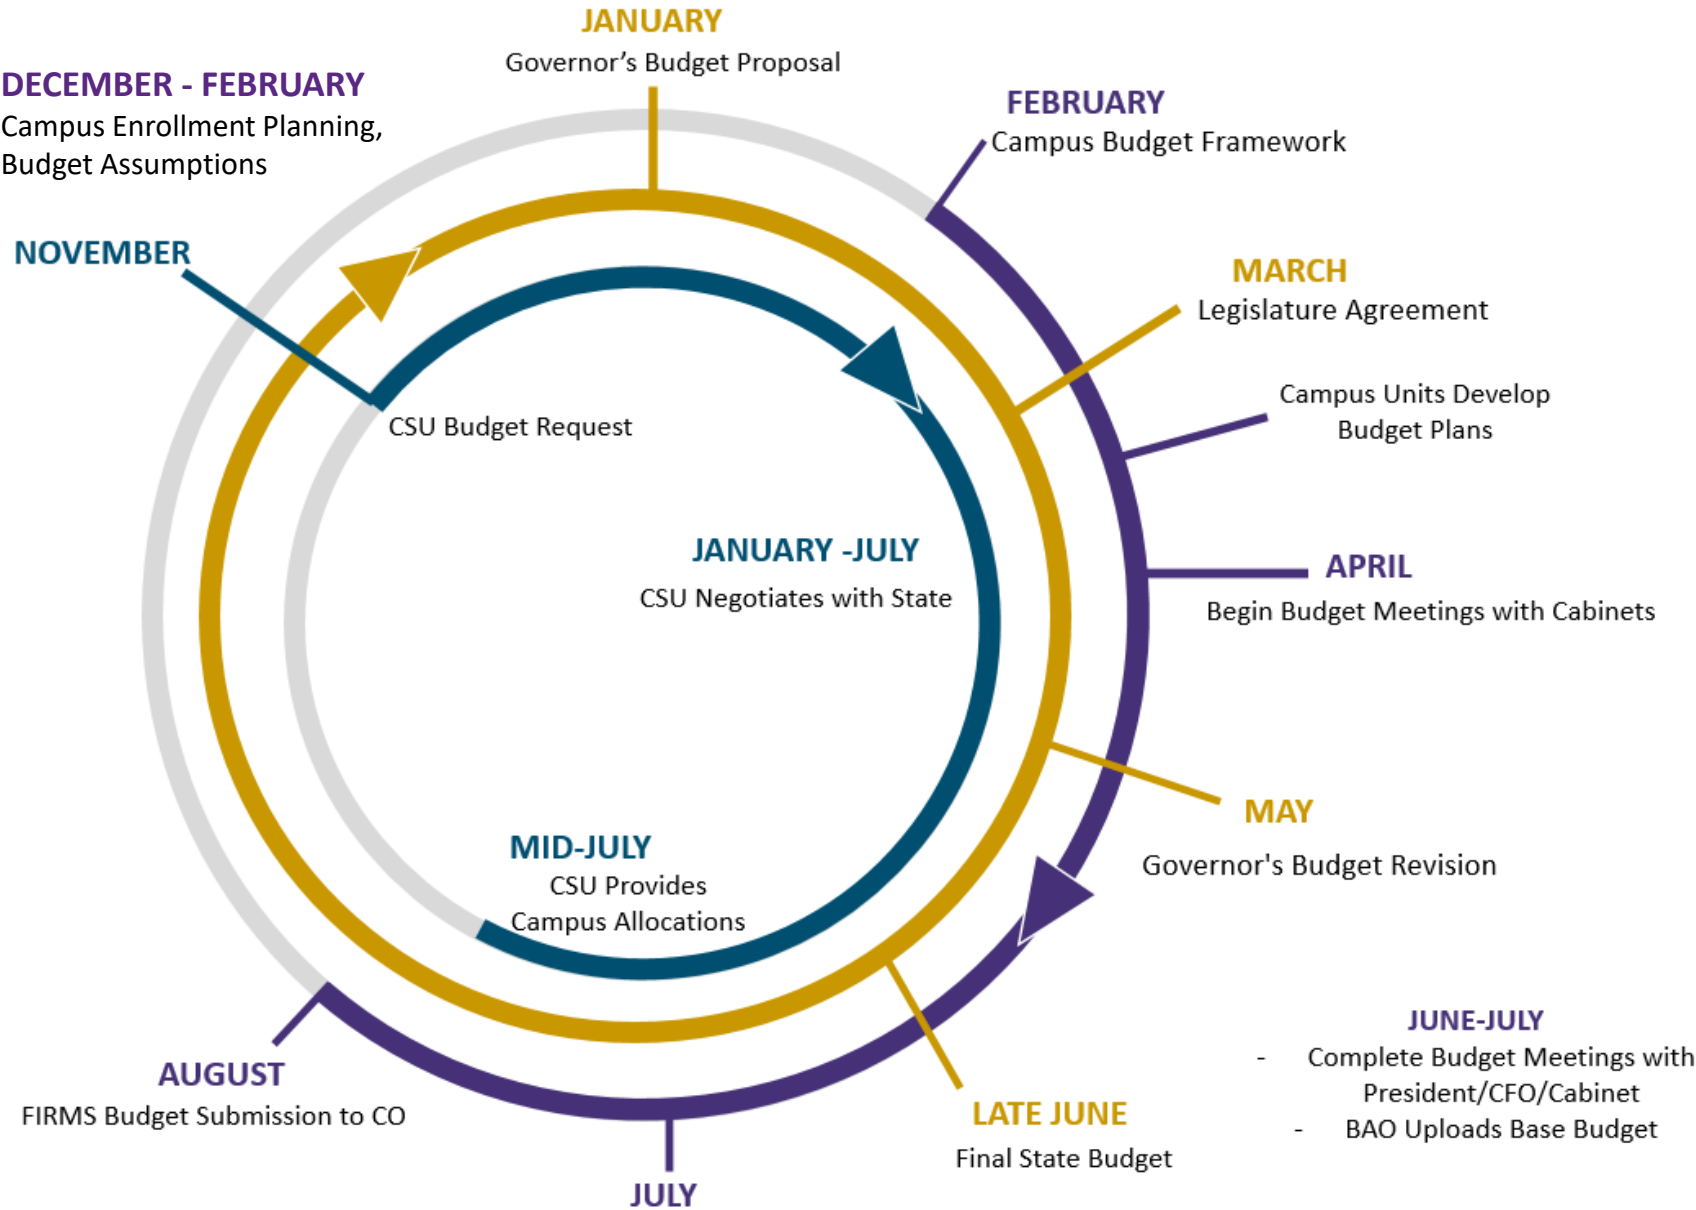 JANUARY
Governor's Budget Proposal
DECEMBER - FEBRUARY
Campus Enrollment Planning,
Budget Assumptions
FEBRUARY
Campus Budget Framework
NOVEMBER
CSU Budget Request
MARCH
Legislature Agreement
Campus Units Develop
Budget Plans
JANUARY -JULY
CSU Negotiates with State
APRIL
Begin Budget Meetings with Cabinets
MAY
Governor's Budget Revision
MID-JULY
CSU Provides
Campus Allocations
JUNE-JULY
- Complete Budget Meetings with
President/CFO/Cabinet
- BAO Uploads Base Budget
LATE JUNE
Final State Budget
AUGUST
FIRMS Budget Submission to CO
JULY